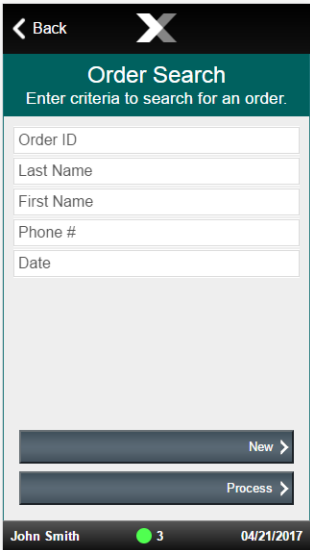 Back
Order Search
Enter criteria to search for an order.
Order ID
Last Name
First Name
Phone #
Date
New
Process
John Smith 3 04/21/2017